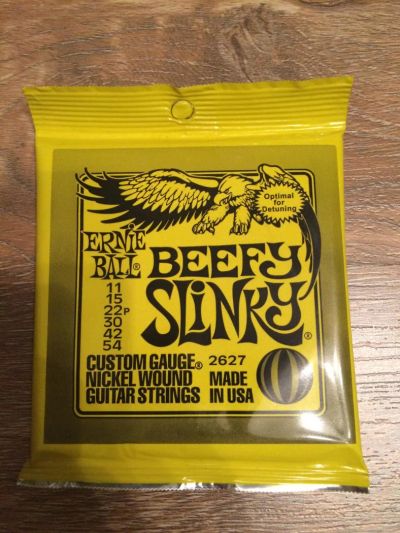 Optimal
for
Detuning
ERNIE
BALL®
BEEFY
SLINKY®
11
15
22P
30
42
54
CUSTOM GAUGE® 2627
NICKEL WOUND MADE
GUITAR STRINGS IN USA